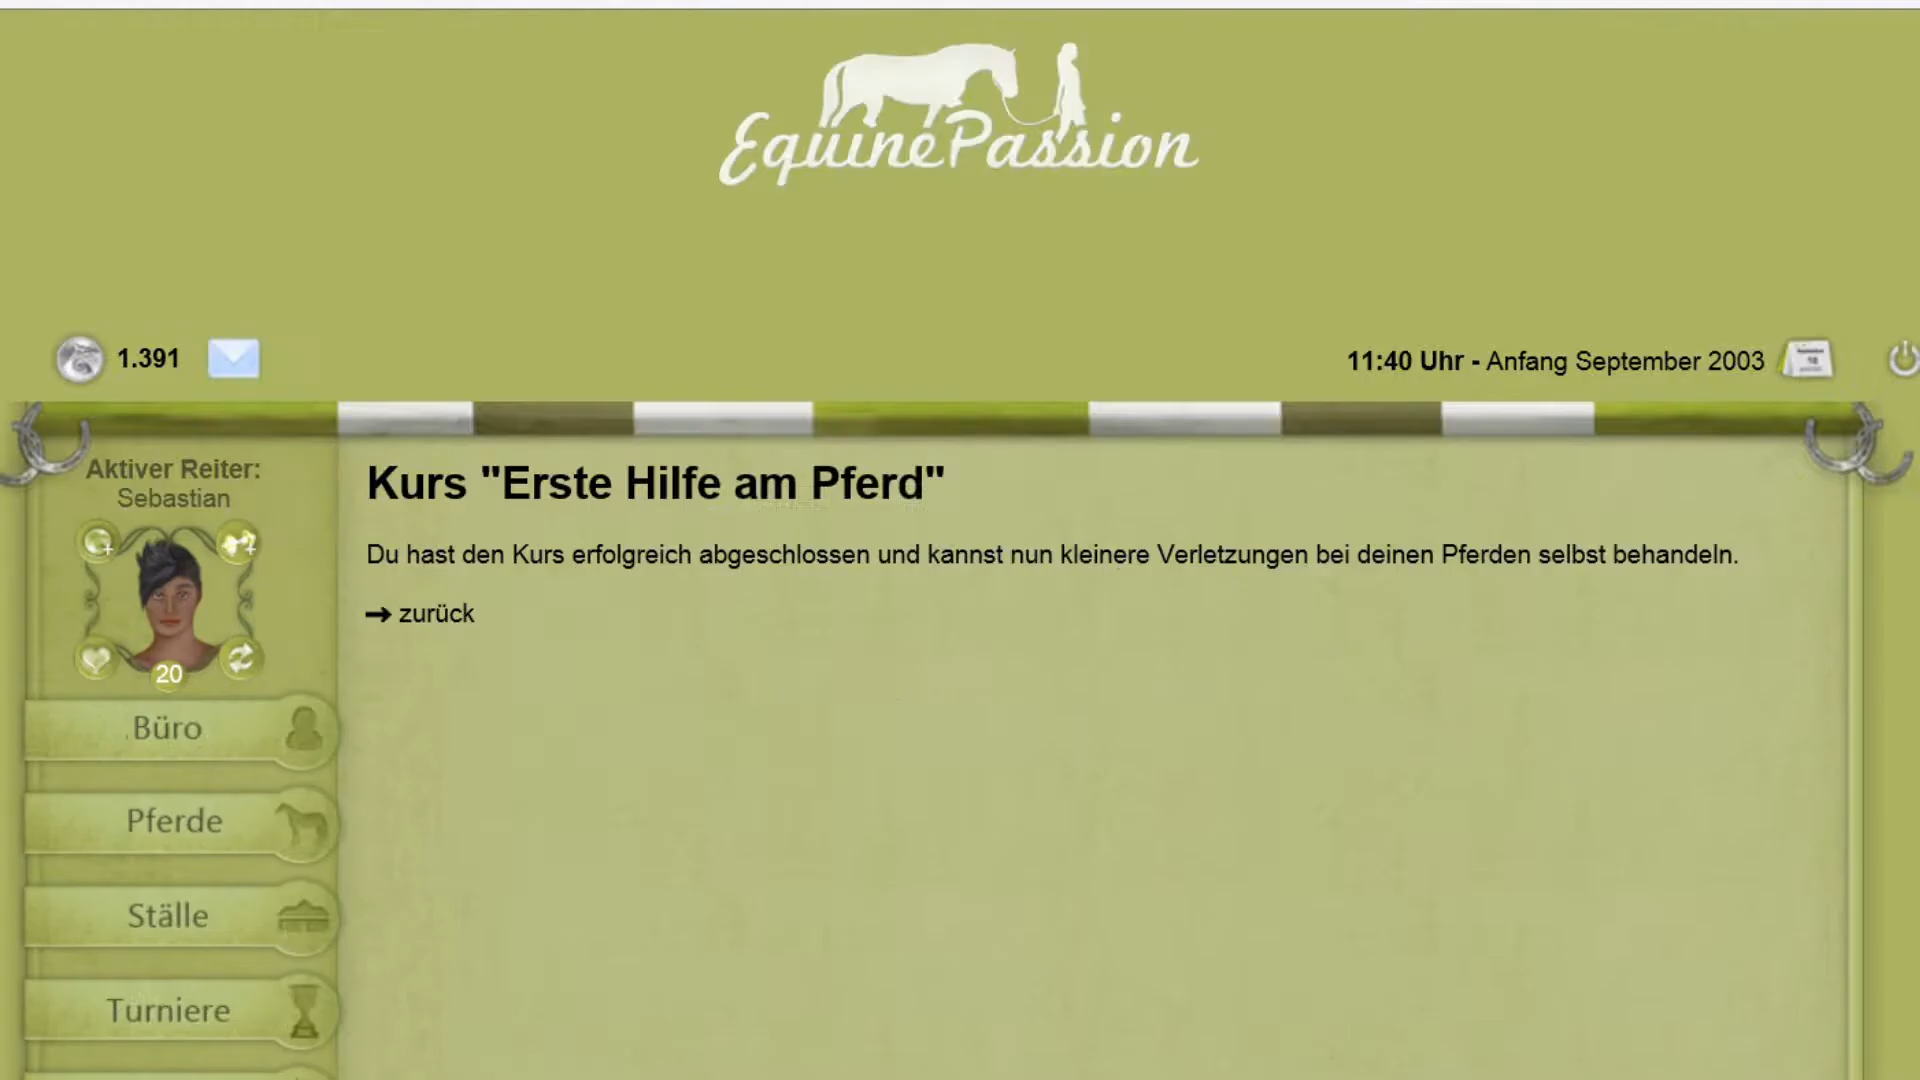 EquinePassion
1.391
11:40 Uhr - Anfang September 2003
Aktiver Reiter:
Sebastian
20
Kurs "Erste Hilfe am Pferd"
Du hast den Kurs erfolgreich abgeschlossen und kannst nun kleinere Verletzungen bei deinen Pferden selbst behandeln.
→ zurück
Büro
Pferde
Ställe
Turniere